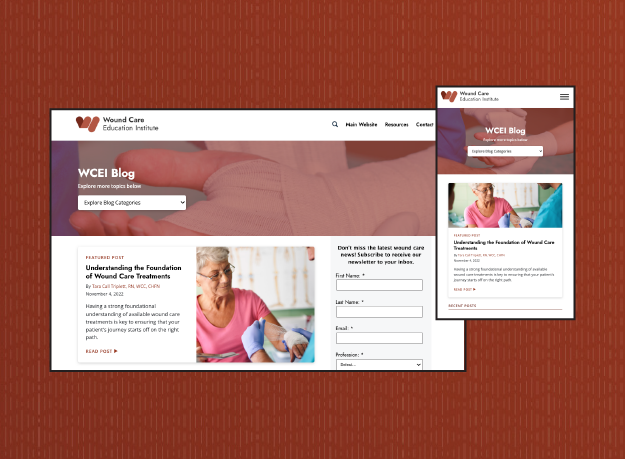 Wound Care
Education Institute
Main Website
Resources
Contact
WCEI Blog
Explore more topics below
Explore Blog Categories
FEATURED POST
Understanding the Foundation
of Wound Care Treatments
By Tara Call Triplett, RN, WCC, CHPN
November 4, 2022
Having a strong foundational
understanding of available wound care
treatments is key to ensuring that your
patient's journey starts off on the right
path.
READ POST
Don't miss the latest wound care
news! Subscribe to receive our
newsletter to your inbox.
First Name: *
Last Name: *
Email: *
Profession: *
Select...
Wound Care
Education Institute
WCEI Blog
Explore more topics below
Explore Blog Categories
FEATURED POST
Understanding the Foundation of Wound Care
Treatments
By Tara Call Triplett, RN, WCC, CHPN
November 4, 2022
Having a strong foundational understanding of available
wound care treatments is key to ensuring that your patient's
journey starts off on the right path.
READ POST
RECENT POSTS